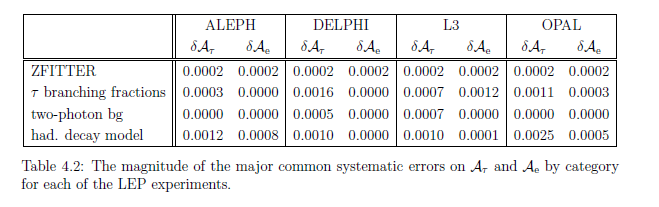 ALEPH DELPHI L3 OPAL
δ𝒜τ δ𝒜e δ𝒜τ δ𝒜e δ𝒜τ δ𝒜e δ𝒜τ δ𝒜e
ZFITTER 0.0002 0.0002 0.0002 0.0002 0.0002 0.0002 0.0002 0.0002
τ branching fractions 0.0003 0.0000 0.0016 0.0000 0.0007 0.0012 0.0011 0.0003
two-photon bg 0.0000 0.0000 0.0005 0.0000 0.0007 0.0000 0.0000 0.0000
had. decay model 0.0012 0.0008 0.0010 0.0000 0.0010 0.0001 0.0025 0.0005
Table 4.2: The magnitude of the major common systematic errors on 𝒜τ and 𝒜e by category
for each of the LEP experiments.